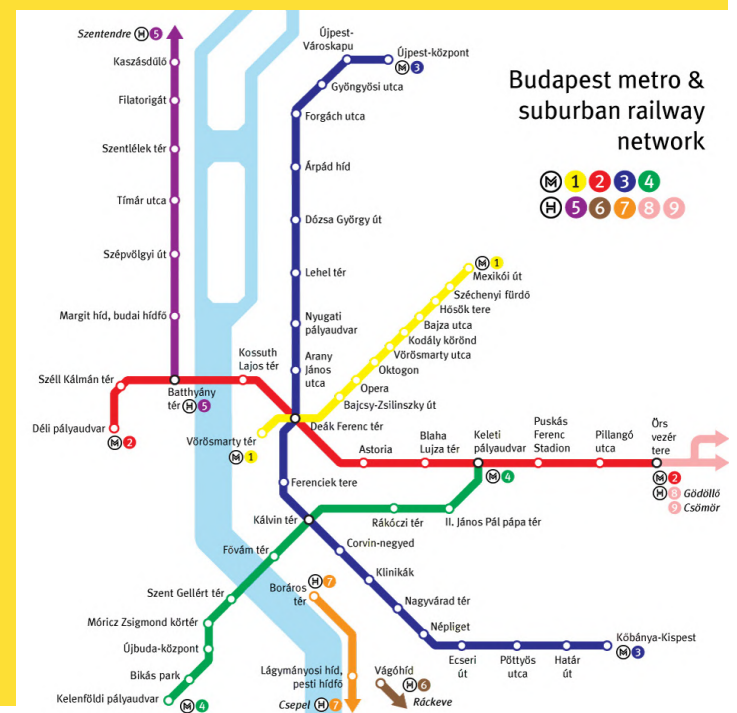 Budapest metro &
suburban railway
network
M 1 2 3 4
H 5 6 7 8 9
Szentendre H 5
Kaszásdűlő
Filatorigát
Szentlélek tér
Tímár utca
Szépvölgyi út
Margit híd, budai hídfő
Újpest-
Városkapu
Újpest-központ
M 3
Gyöngyösi utca
Forgách utca
Árpád híd
Dózsa György út
Lehel tér
Nyugati
pályaudvar
Arany
János
utca
M 1
Mexikói út
Széchenyi fürdő
Hősök tere
Bajza utca
Kodály körönd
Vörösmarty utca
Oktogon
Opera
Bajcsy-Zsilinszky út
Deák Ferenc tér
Vörösmarty tér
M 1
Kossuth
Lajos tér
Széll Kálmán tér
Batthyány
tér H 5
Déli pályaudvar
M 2
Astoria
Blaha
Lujza tér
Keleti
pályaudvar
M 4
Puskás
Ferenc
Stadion
Pillangó
utca
Örs
vezér
tere
M 2
H 8 Gödöllő
9 Csömör
Ferenciek tere
Kálvin tér
Rákóczi tér
II. János Pál pápa tér
Fővám tér
Corvin-negyed
Klinikák
Nagyvárad tér
Népliget
Ecseri
út
Pöttyös
utca
Határ
út
Kőbánya-Kispest
M 3
Szent Gellért tér
Móricz Zsigmond körtér
Újbuda-központ
Bikás park
Kelenföldi pályaudvar
M 4
H 7
Boráros
tér
Lágymányosi híd,
pesti hídfő
Csepel H 7
Vágóhíd
H 6
Ráckeve